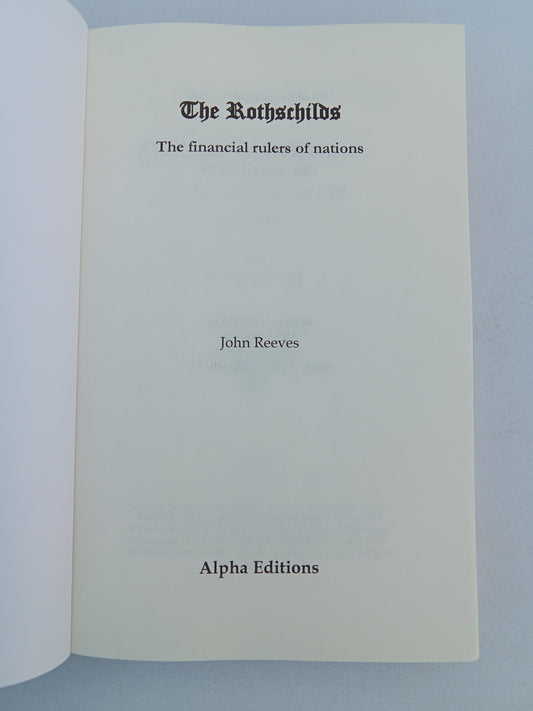 The Rothschilds
The financial rulers of nations
John Reeves
Alpha Editions